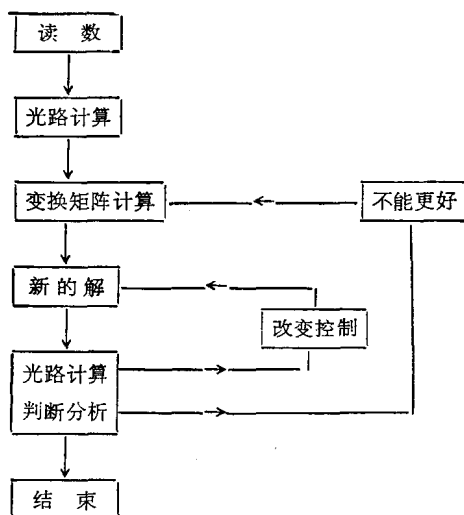 读 数
光路计算
变换矩阵计算
不能更好
新的解
改变控制
光路计算
判断分析
结 束